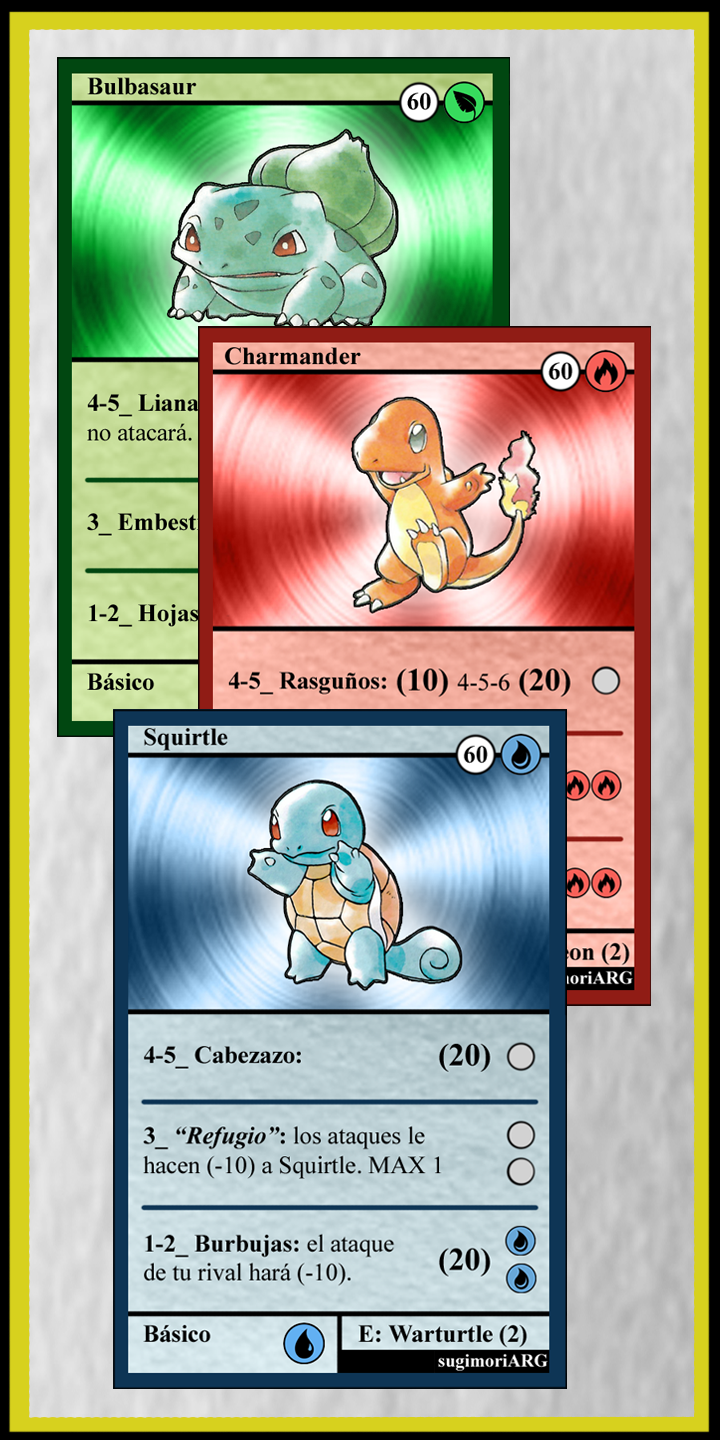 Bulbasaur
60
4-5_ Liana
no atacará.
3_ Embest
1-2_ Hojas
Básico
Charmander
60
4-5_ Rasguños: (10) 4-5-6 (20)
eon (2)
moriARG
Squirtle
60
4-5_ Cabezazo: (20)
3_ “Refugio”: los ataques le
hacen (-10) a Squirtle. MAX 1
1-2_ Burbujas: el ataque
de tu rival hará (-10). (20)
Básico
E: Warturtle (2)
sugimoriARG